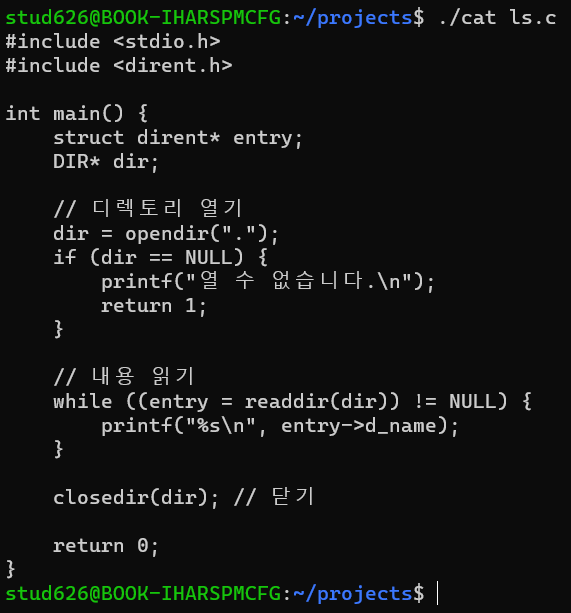 stud626@BOOK-IHARSPMCFG:~/projects$ ./cat ls.c
#include <stdio.h>
#include <dirent.h>

int main() {
    struct dirent* entry;
    DIR* dir;

    // 디렉토리 열기
    dir = opendir(".");
    if (dir == NULL) {
        printf("열 수 없습니다.\n");
        return 1;
    }

    // 내용 읽기
    while ((entry = readdir(dir)) != NULL) {
        printf("%s\n", entry->d_name);
    }

    closedir(dir); // 닫기

    return 0;
}
stud626@BOOK-IHARSPMCFG:~/projects$